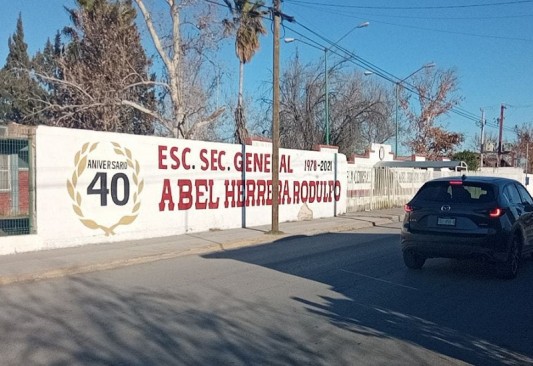 ANIVERSARIO
40
ESC. SEC. GENERAL 1978-2021
ABEL HERRERA RODULFO